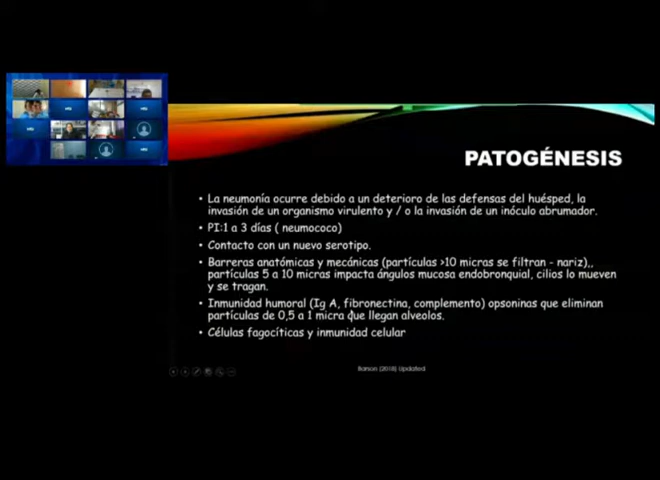 PATOGÉNESIS
• La neumonía ocurre debido a un deterioro de las defensas del huésped, la
invasión de un organismo virulento y / o la invasión de un inóculo abrumador.
• PI:1 a 3 días ( neumococo)
• Contacto con un nuevo serotipo.
• Barreras anatómicas y mecánicas (partículas >10 micras se filtran - nariz),,
partículas 5 a 10 micras impacta ángulos mucosa endobronquial, cilios lo mueven
y se tragan.
• Inmunidad humoral (Ig A, fibronectina, complemento) opsoninas que eliminan
partículas de 0,5 a 1 micra que llegan alveolos.
• Células fagocíticas y inmunidad celular
(2018) Updated